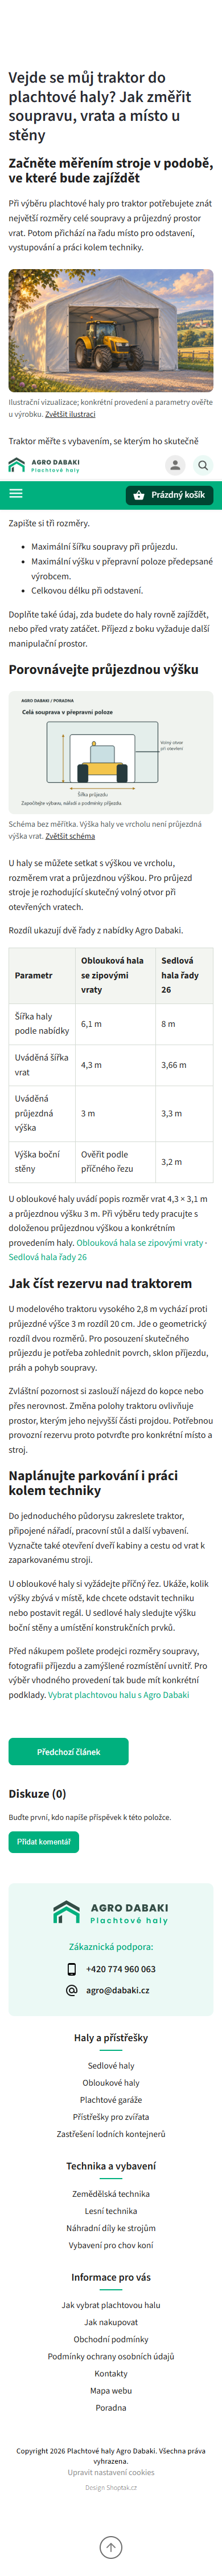 Vejde se můj traktor do
plachtové haly? Jak změřit
soupravu, vrata a místo u
stěny
Začněte měřením stroje v podobě,
ve které bude zajíždět
Při výběru plachtové haly pro traktor potřebujete znát
největší rozměry celé soupravy a průjezdný prostor
vrat. Potom přichází na řadu místo pro odstavení,
vystupování a práci kolem techniky.
Ilustrační vizualizace; konkrétní provedení a parametry ověřte
u výrobku. Zvětšit ilustraci
Traktor měřte s vybavením, se kterým ho skutečně
AGRO DABAKI
Plachtové haly
Prázdný košík
Zapište si tři rozměry.
• Maximální šířku soupravy při průjezdu.
• Maximální výšku v přepravní poloze předepsané
výrobcem.
• Celkovou délku při odstavení.
Doplňte také údaj, zda budete do haly rovně zajíždět,
nebo před vraty zatáčet. Příjezd z boku vyžaduje další
manipulační prostor.
Porovnávejte průjezdnou výšku
AGRO DABAKI / PORADNA
Celá souprava v přepravní poloze
Volný otvor
při otevření
Šířka průjezdu
Započítejte výbavu, náladí a podmínky příjezdu.
Schéma bez měřítka. Výška haly ve vrcholu není průjezdná
výška vrat. Zvětšit schéma
U haly se můžete setkat s výškou ve vrcholu,
rozměrem vrat a průjezdnou výškou. Pro průjezd
stroje je rozhodující skutečný volný otvor při
otevřených vratech.
Rozdíl ukazují dvě řady z nabídky Agro Dabaki.
Parametr
Oblouková hala
se zipovými
vraty
Sedlová
hala řady
26
Šířka haly
podle nabídky
6,1 m
8 m
Uváděná šířka
vrat
4,3 m
3,66 m
Uváděná
průjezdná
výška
3 m
3,3 m
Výška boční
stěny
Ověřit podle
příčného řezu
3,2 m
U obloukové haly uvádí popis rozměr vrat 4,3 × 3,1 m
a průjezdnou výšku 3 m. Při výběru tedy pracujte s
doloženou průjezdnou výškou a konkrétním
provedením haly. Oblouková hala se zipovými vraty ·
Sedlová hala řady 26
Jak číst rezervu nad traktorem
U modelového traktoru vysokého 2,8 m vychází proti
průjezdné výšce 3 m rozdíl 20 cm. Jde o geometrický
rozdíl dvou rozměrů. Pro posouzení skutečného
průjezdu je potřeba zohlednit povrch, sklon příjezdu,
práh a pohyb soupravy.
Zvláštní pozornost si zaslouží nájezd do kopce nebo
přes nerovnost. Změna polohy traktoru ovlivňuje
prostor, kterým jeho nejvyšší části projdou. Potřebnou
provozní rezervu proto potvrďte pro konkrétní místo a
stroj.
Naplánujte parkování i práci
kolem techniky
Do jednoduchého půdorysu zakreslete traktor,
připojené nářadí, pracovní stůl a další vybavení.
Vyznačte také otevření dveří kabiny a cestu od vrat k
zaparkovanému stroji.
U obloukové haly si vyžádejte příčný řez. Ukáže, kolik
výšky zbývá v místě, kde chcete odstavit techniku
nebo postavit regál. U sedlové haly sledujte výšku
boční stěny a umístění konstrukčních prvků.
Před nákupem pošlete prodejci rozměry soupravy,
fotografii příjezdu a zamýšlené rozmístění uvnitř. Pro
výběr vhodného provedení tak bude mít konkrétní
podklady. Vybrat plachtovou halu s Agro Dabaki
Předchozí článek
Diskuze (0)
Buďte první, kdo napíše příspěvek k této položce.
Přidat komentář
AGRO DABAKI
Plachtové haly
Zákaznická podpora:
+420 774 960 063
agro@dabaki.cz
Haly a přístřešky
Sedlové haly
Obloukové haly
Plachtové garáže
Přístřešky pro zvířata
Zastřešení lodních kontejnerů
Technika a vybavení
Zemědělská technika
Lesní technika
Náhradní díly ke strojům
Vybavení pro chov koní
Informace pro vás
Jak vybrat plachtovou halu
Jak nakupovat
Obchodní podmínky
Podmínky ochrany osobních údajů
Kontakty
Mapa webu
Poradna
Copyright 2026 Plachtové haly Agro Dabaki. Všechna práva
vyhrazena.
Upravit nastavení cookies
Design Shoptak.cz